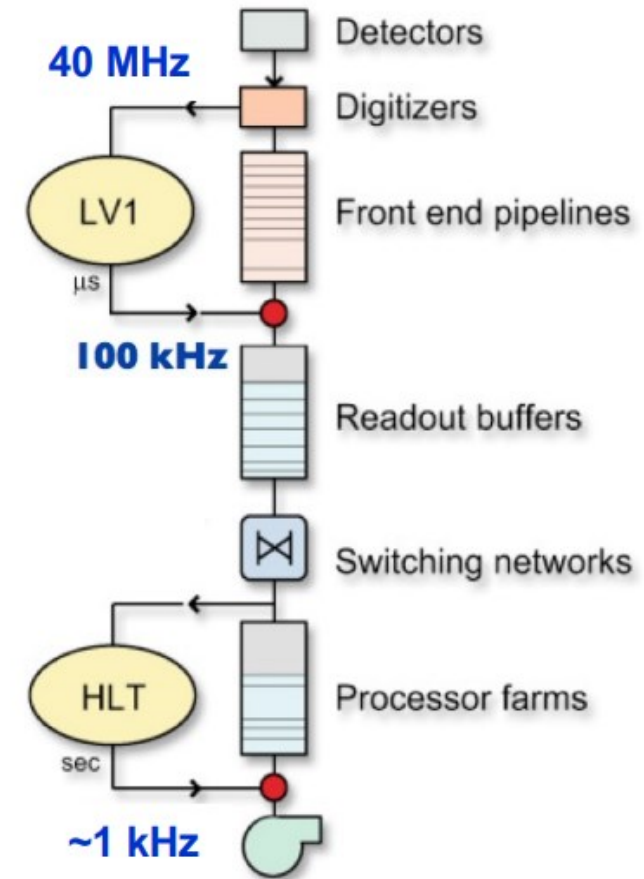 Detectors
40 MHz
Digitizers
LV1
Front end pipelines
µs
100 kHz
Readout buffers
Switching networks
HLT
Processor farms
sec
~1 kHz